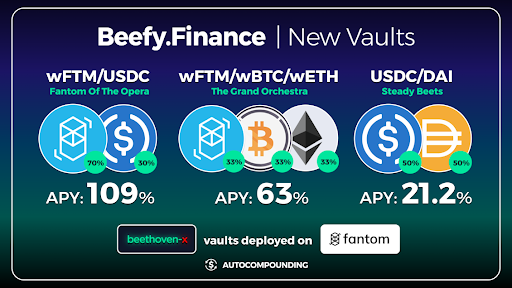 Beefy.Finance | New Vaults
wFTM/USDC
Fantom Of The Opera
70%
30%
APY: 109%
wFTM/wBTC/wETH
The Grand Orchestra
33%
33%
33%
APY: 63%
USDC/DAI
Steady Beets
50%
50%
APY: 21.2%
beethoven-x vaults deployed on fantom
AUTOCOMPOUNDING